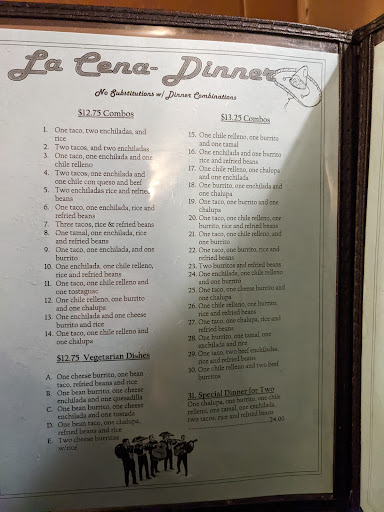 La Cena- Dinner
No Substitutions w/ Dinner Combinations
$12.75 Combos
1. One taco, two enchiladas, and
rice
2. Two tacos, and two enchiladas
3. One taco, one enchilada and one
chile relleno
4. Two tacos, one enchilada and
one chile con queso and beef
5. Two enchiladas rice and refried
beans
6. One taco, one enchilada, rice
and refried beans
7. Three tacos, rice & refried beans
8. One tamal, one enchilada, rice
and refried beans
9. One taco, one enchilada, and one
burrito
10. One enchilada, one chile relleno,
rice and refried beans
11. One taco, one chile relleno and
one tostaguac
12. One chile relleno, one burrito
and one chalupa
13. One enchilada and one cheese
burrito and rice
14. One taco, one chile relleno and
one chalupa
$12.75 Vegetarian Dishes
A. One cheese burrito, one bean
taco, refried beans and rice
B. One bean burrito, one cheese
enchilada and one quesadilla
C. One bean burrito, one cheese
enchilada and one tostada
D. One bean taco, one chalupa,
refried beans and rice
E. Two cheese burritos
w/rice
$13.25 Combos
15. One chile relleno, one burrito
and one tamal
16. One enchilada and one burrito
rice and refried beans
17. One chile relleno, one chalupa
and one enchilada
18. One burrito, one enchilada and
one chalupa
19. One taco, one burrito and one
chalupa
20. One taco, one chile relleno, one
burrito, rice and refried beans
21. One taco, one chile relleno, and
one burrito
22. One taco, one burrito, rice and
refried beans
23. Two burritos and refried beans
24. One enchilada, one chile relleno
and one burrito
25. One taco, one cheese burrito and
one chalupa
26. One chile relleno, one burrito,
rice and refried beans
27. One taco, one chalupa, rice and
refried beans
28. One burrito, one tamal, one
enchilada and rice
29. One taco, two beef enchiladas,
rice and refried beans
30. One chile relleno and two beef
burritos
31. Special Dinner for Two
One chalupa, one burrito, one chile
relleno, one tamal, one enchilada,
two tacos, rice and refried beans
24.00